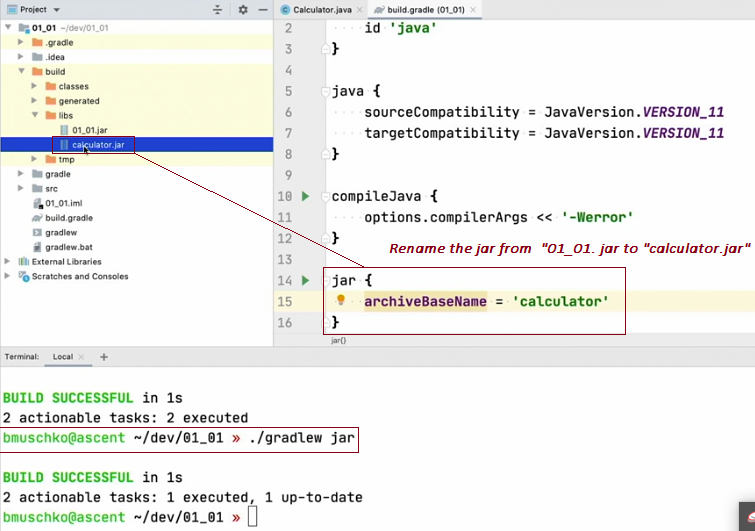 Project
01_01 ~/dev/01_01
.gradle
.idea
build
classes
generated
libs
01_01.jar
calculator.jar
tmp
gradle
src
01_01.iml
build.gradle
gradlew
gradlew.bat
External Libraries
Scratches and Consoles
Calculator.java
build.gradle (01_01)
2 id 'java'
3 }
4
5 java {
6 sourceCompatibility = JavaVersion.VERSION_11
7 targetCompatibility = JavaVersion.VERSION_11
8 }
9
10 compileJava {
11 options.compilerArgs << '-Werror'
12 }
Rename the jar from "01_01. jar to "calculator.jar"
13
14 jar {
15 archiveBaseName = 'calculator'
16 }
jar{}
Terminal: Local +
BUILD SUCCESSFUL in 1s
2 actionable tasks: 2 executed
bmuschko@ascent ~/dev/01_01 » ./gradlew jar
BUILD SUCCESSFUL in 1s
2 actionable tasks: 1 executed, 1 up-to-date
bmuschko@ascent ~/dev/01_01 »